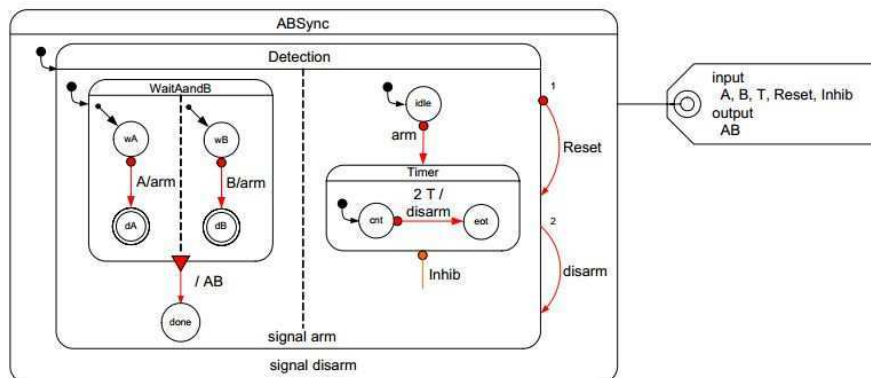 ABSync
Detection
WaitAandB
wA
wB
A/arm
B/arm
dA
dB
/ AB
done
idle
arm
Timer
2 T /
disarm
cnt
eot
Inhib
1
Reset
2
disarm
signal arm
signal disarm
input
A, B, T, Reset, Inhib
output
AB